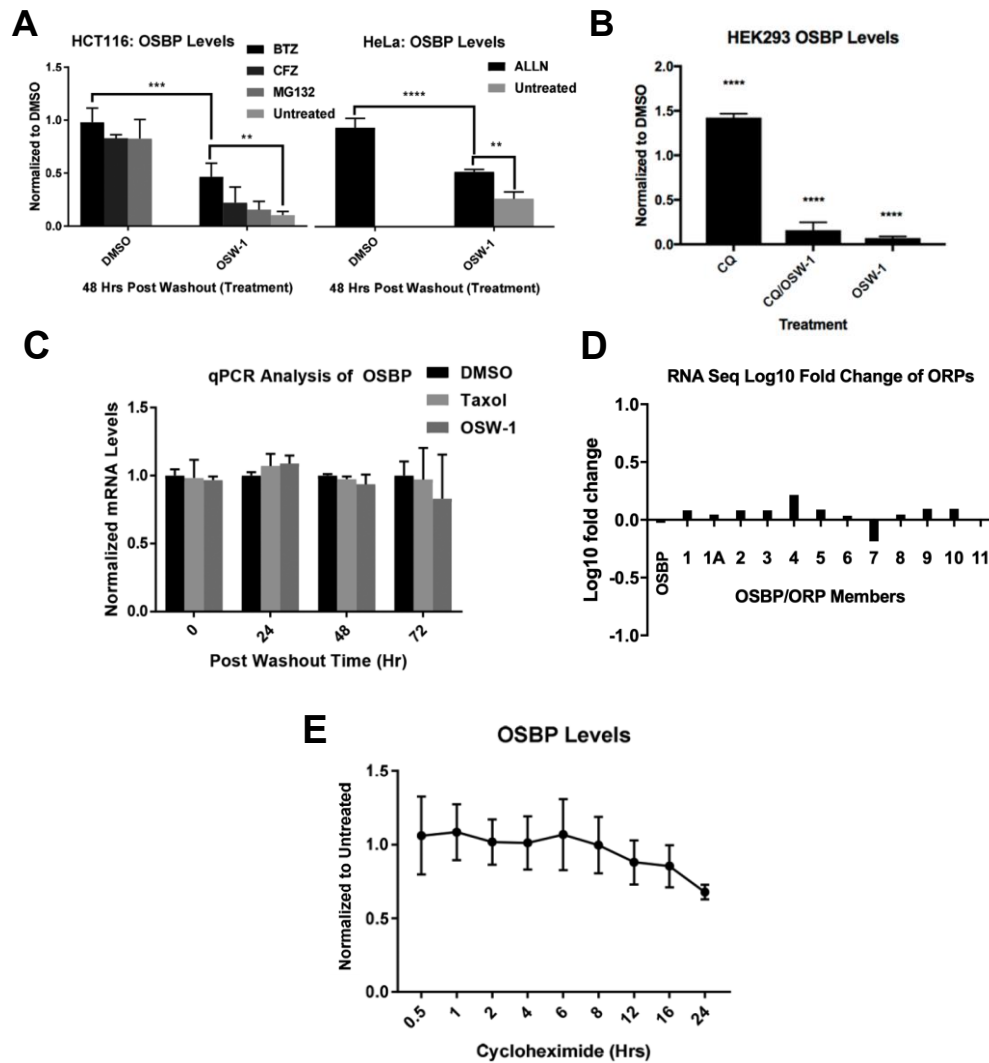 A
HCT116: OSBP Levels
BTZ
CFZ
MG132
Untreated
Normalized to DMSO
1.5
1.0
0.5
0.0
***
**
DMSO
OSW-1
48 Hrs Post Washout (Treatment)
HeLa: OSBP Levels
ALLN
Untreated
****
**
DMSO
OSW-1
48 Hrs Post Washout (Treatment)
B
HEK293 OSBP Levels
Normalized to DMSO
2.0
1.5
1.0
0.5
0.0
****
****
****
CQ
CQ/OSW-1
OSW-1
Treatment
C
qPCR Analysis of OSBP
DMSO
Taxol
OSW-1
Normalized mRNA Levels
1.5
1.0
0.5
0.0
0
24
48
72
Post Washout Time (Hr)
D
RNA Seq Log10 Fold Change of ORPs
Log10 fold change
1.0
0.5
0.0
-0.5
-1.0
OSBP
1 1A 2 3 4 5 6 7 8 9 10 11
OSBP/ORP Members
E
OSBP Levels
Normalized to Untreated
1.5
1.0
0.5
0.0
0.5 1 2 4 6 8 12 16 24
Cycloheximide (Hrs)